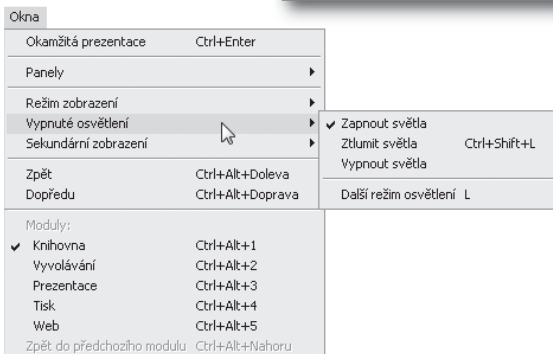 Okna
Okamžitá prezentace Ctrl+Enter
Panely
Režim zobrazení
Vypnuté osvětlení
Sekundární zobrazení
Zapnout světla
Ztlumit světla Ctrl+Shift+L
Vypnout světla
Další režim osvětlení L
Zpět Ctrl+Alt+Doleva
Dopředu Ctrl+Alt+Doprava
Moduly:
Knihovna Ctrl+Alt+1
Vyvolávání Ctrl+Alt+2
Prezentace Ctrl+Alt+3
Tisk Ctrl+Alt+4
Web Ctrl+Alt+5
Zpět do předchozího modulu Ctrl+Alt+Nahoru